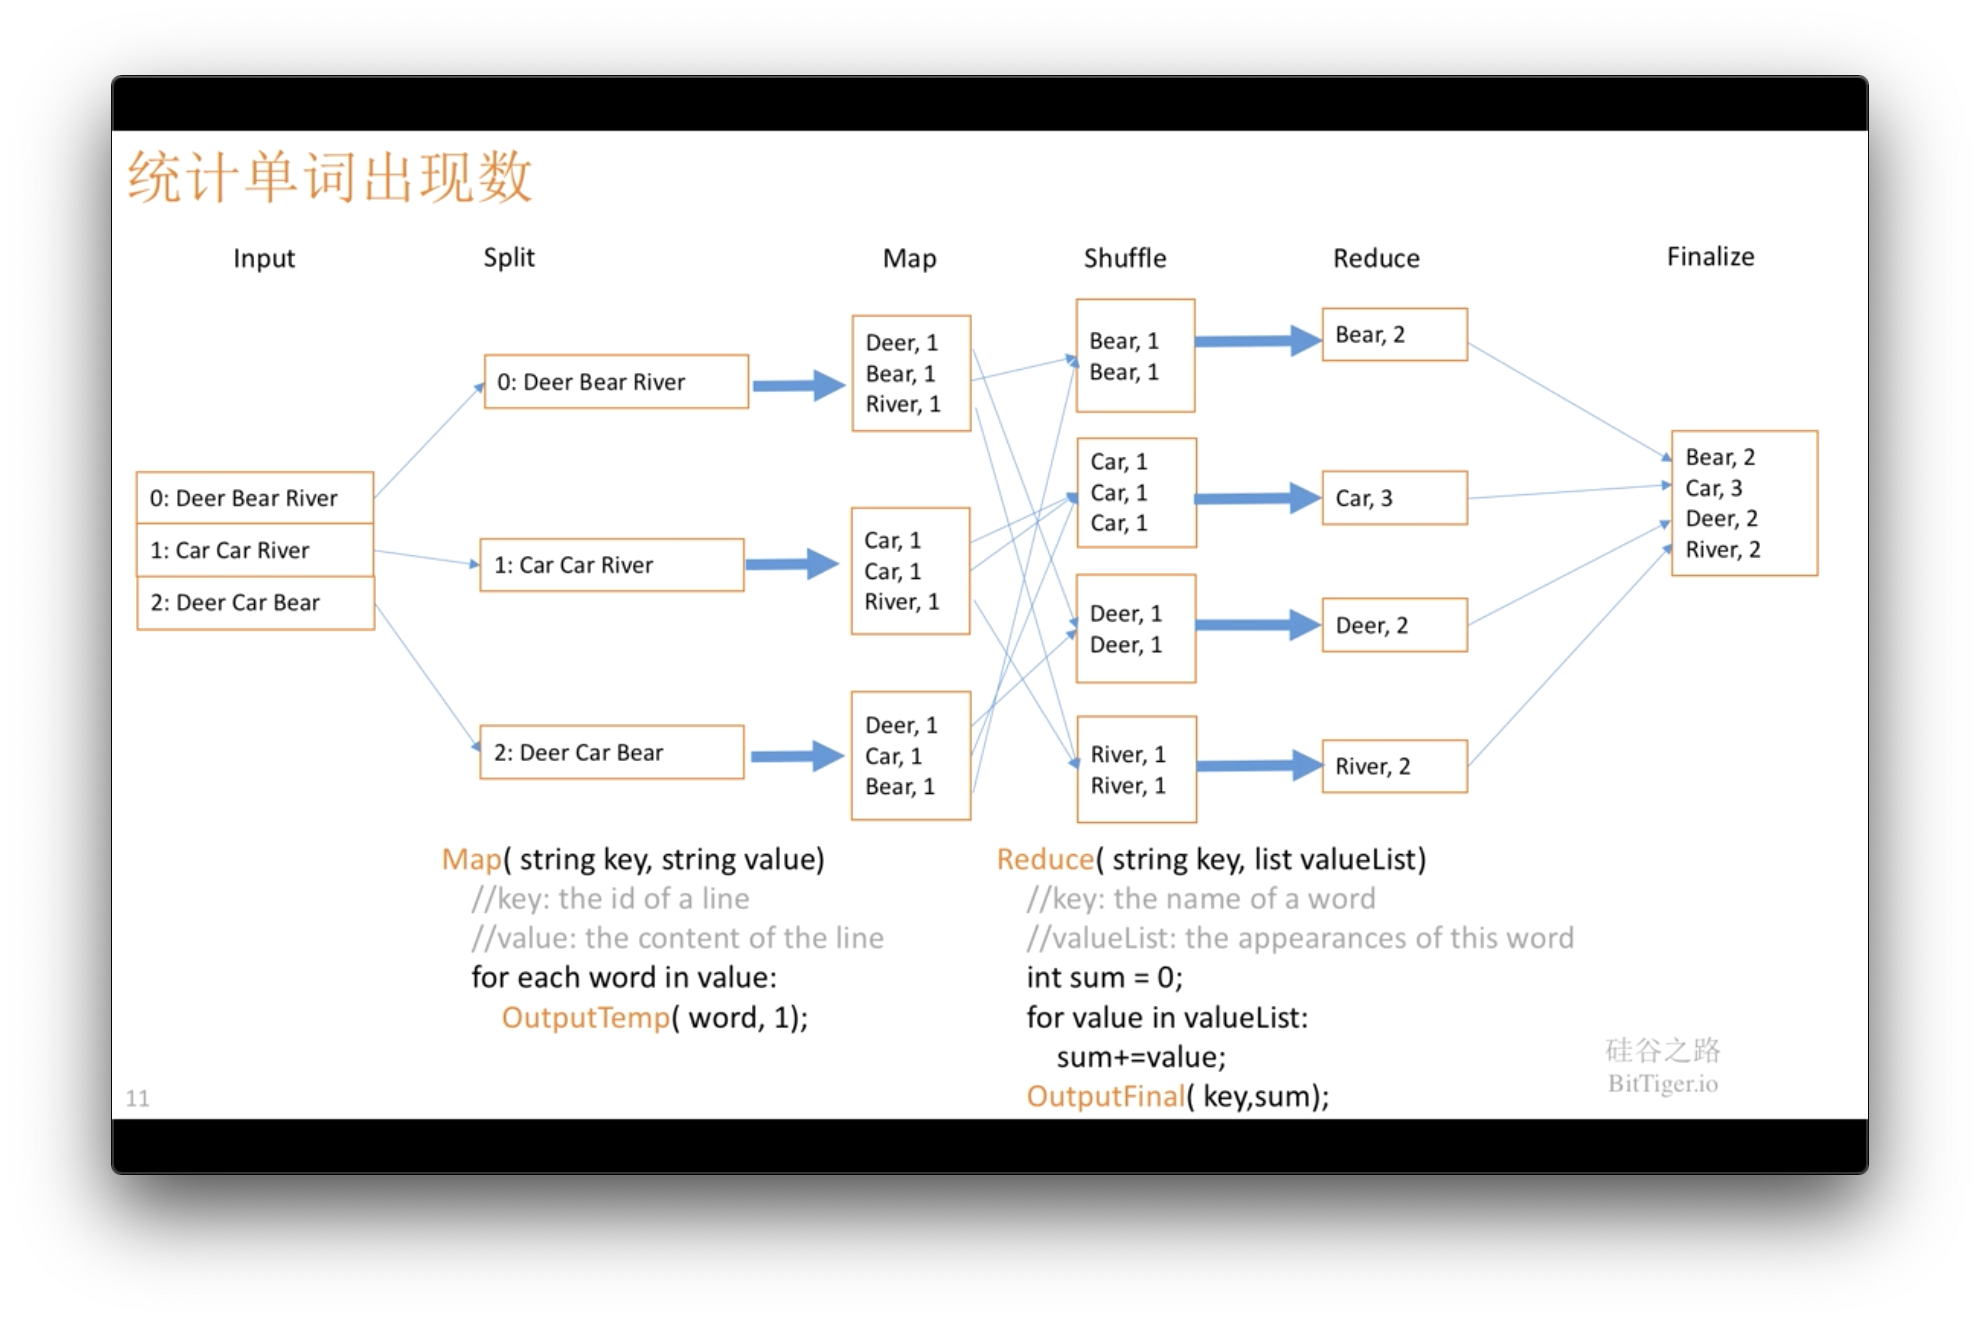 统计单词出现数
Input
Split
Map
Shuffle
Reduce
Finalize
0: Deer Bear River
1: Car Car River
2: Deer Car Bear
0: Deer Bear River
1: Car Car River
2: Deer Car Bear
Deer, 1
Bear, 1
River, 1
Car, 1
Car, 1
River, 1
Deer, 1
Car, 1
Bear, 1
Bear, 1
Bear, 1
Car, 1
Car, 1
Car, 1
Deer, 1
Deer, 1
River, 1
River, 1
Bear, 2
Car, 3
Deer, 2
River, 2
Bear, 2
Car, 3
Deer, 2
River, 2
Map( string key, string value)
//key: the id of a line
//value: the content of the line
for each word in value:
OutputTemp( word, 1);
Reduce( string key, list valueList)
//key: the name of a word
//valueList: the appearances of this word
int sum = 0;
for value in valueList:
sum+=value;
OutputFinal( key,sum);
硅谷之路
BitTiger.io
11